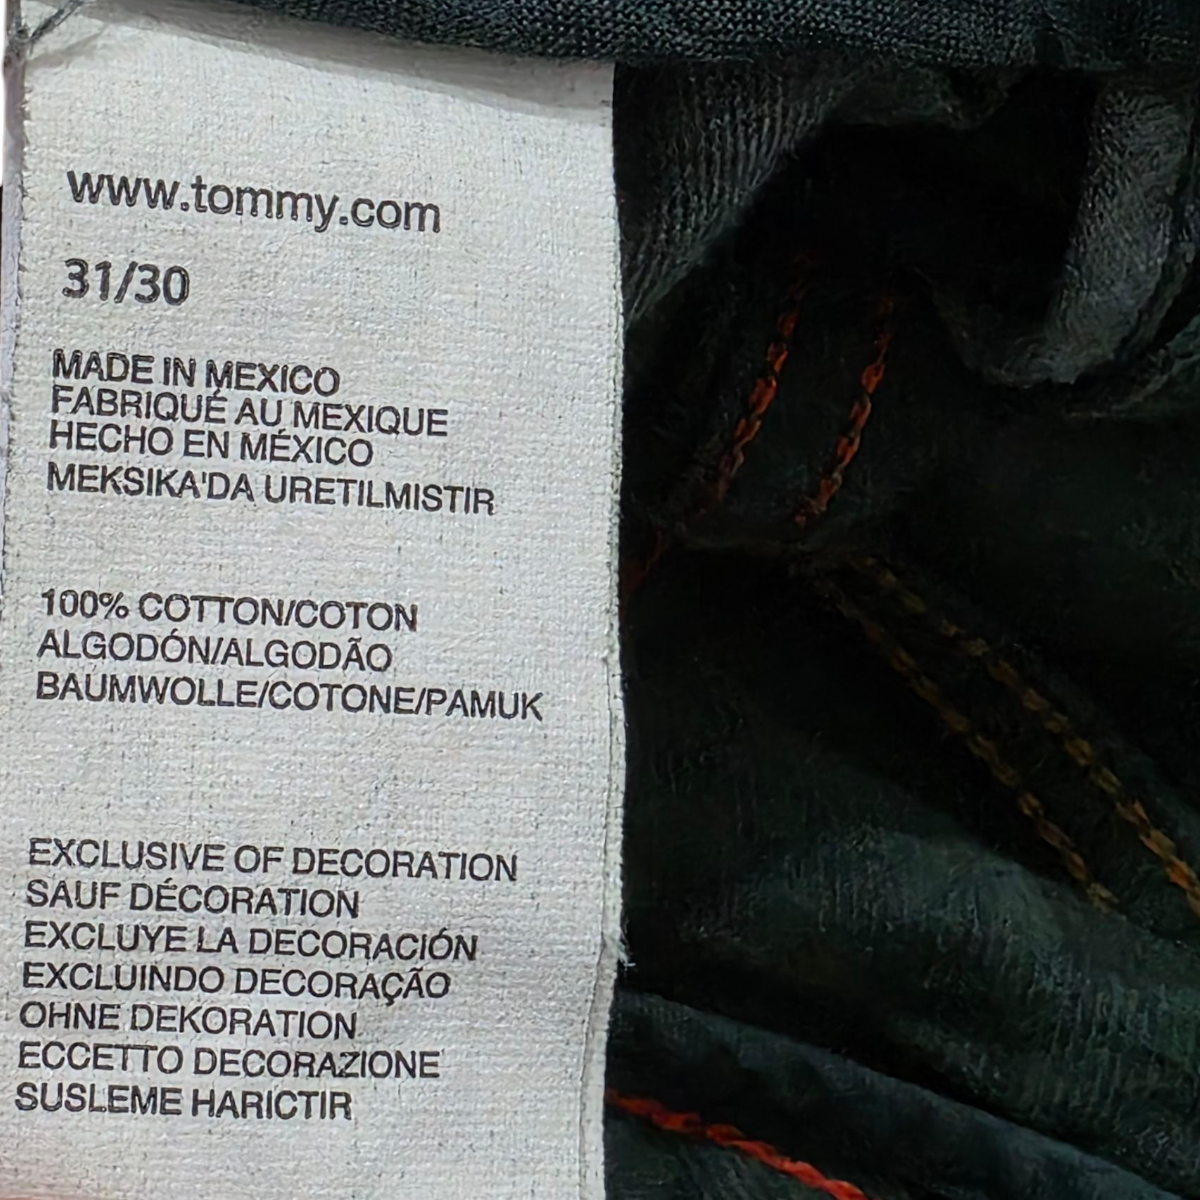 www.tommy.com
31/30
MADE IN MEXICO
FABRIQUÉ AU MEXIQUE
HECHO EN MÉXICO
MEKSIKA'DA URETILMISTIR
100% COTTON/COTON
ALGODÓN/ALGODÃO
BAUMWOLLE/COTONE/PAMUK
EXCLUSIVE OF DECORATION
SAUF DÉCORATION
EXCLUYE LA DECORACIÓN
EXCLUINDO DECORAÇÃO
OHNE DEKORATION
ECCETTO DECORAZIONE
SUSLEME HARICTIR